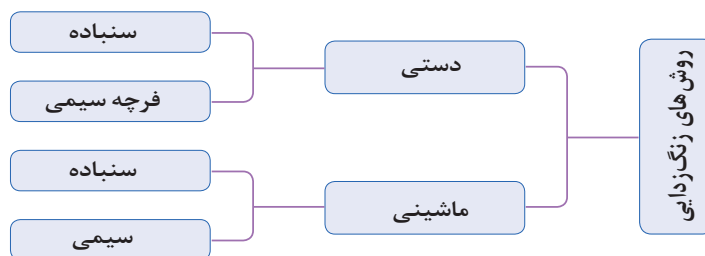 روش‌های زنگ‌زدایی
دستی
سنباده
فرچه سیمی
ماشینی
سنباده
سیمی